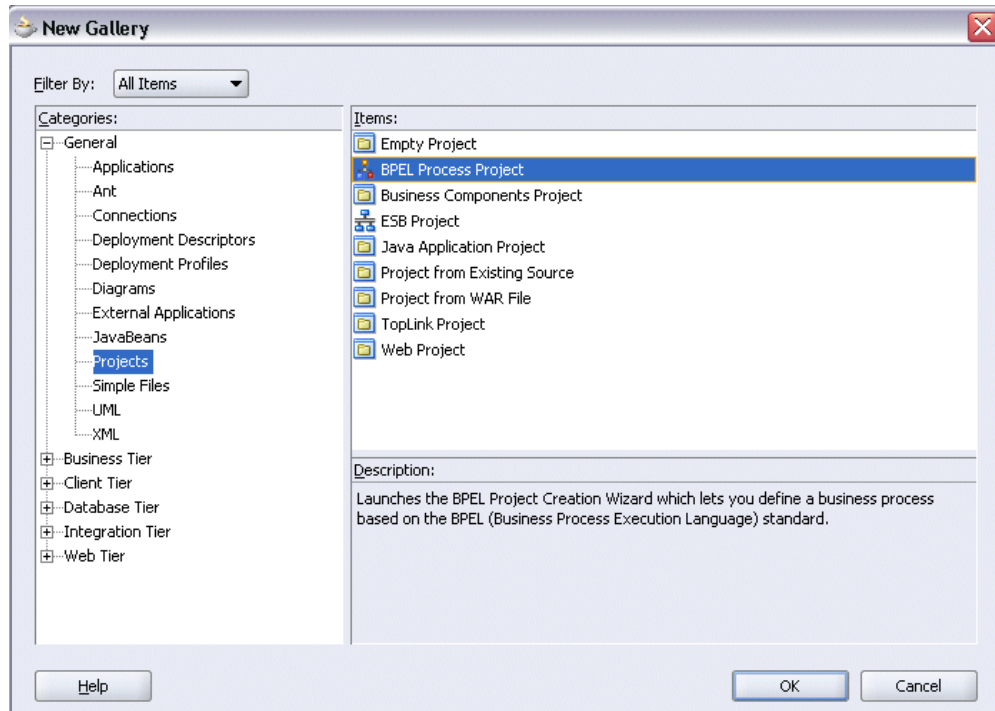 New Gallery
Filter By: All Items
Categories:
General
Applications
Ant
Connections
Deployment Descriptors
Deployment Profiles
Diagrams
External Applications
JavaBeans
Projects
Simple Files
UML
XML
Business Tier
Client Tier
Database Tier
Integration Tier
Web Tier
Items:
Empty Project
BPEL Process Project
Business Components Project
ESB Project
Java Application Project
Project from Existing Source
Project from WAR File
TopLink Project
Web Project
Description:
Launches the BPEL Project Creation Wizard which lets you define a business process
based on the BPEL (Business Process Execution Language) standard.
Help
OK
Cancel